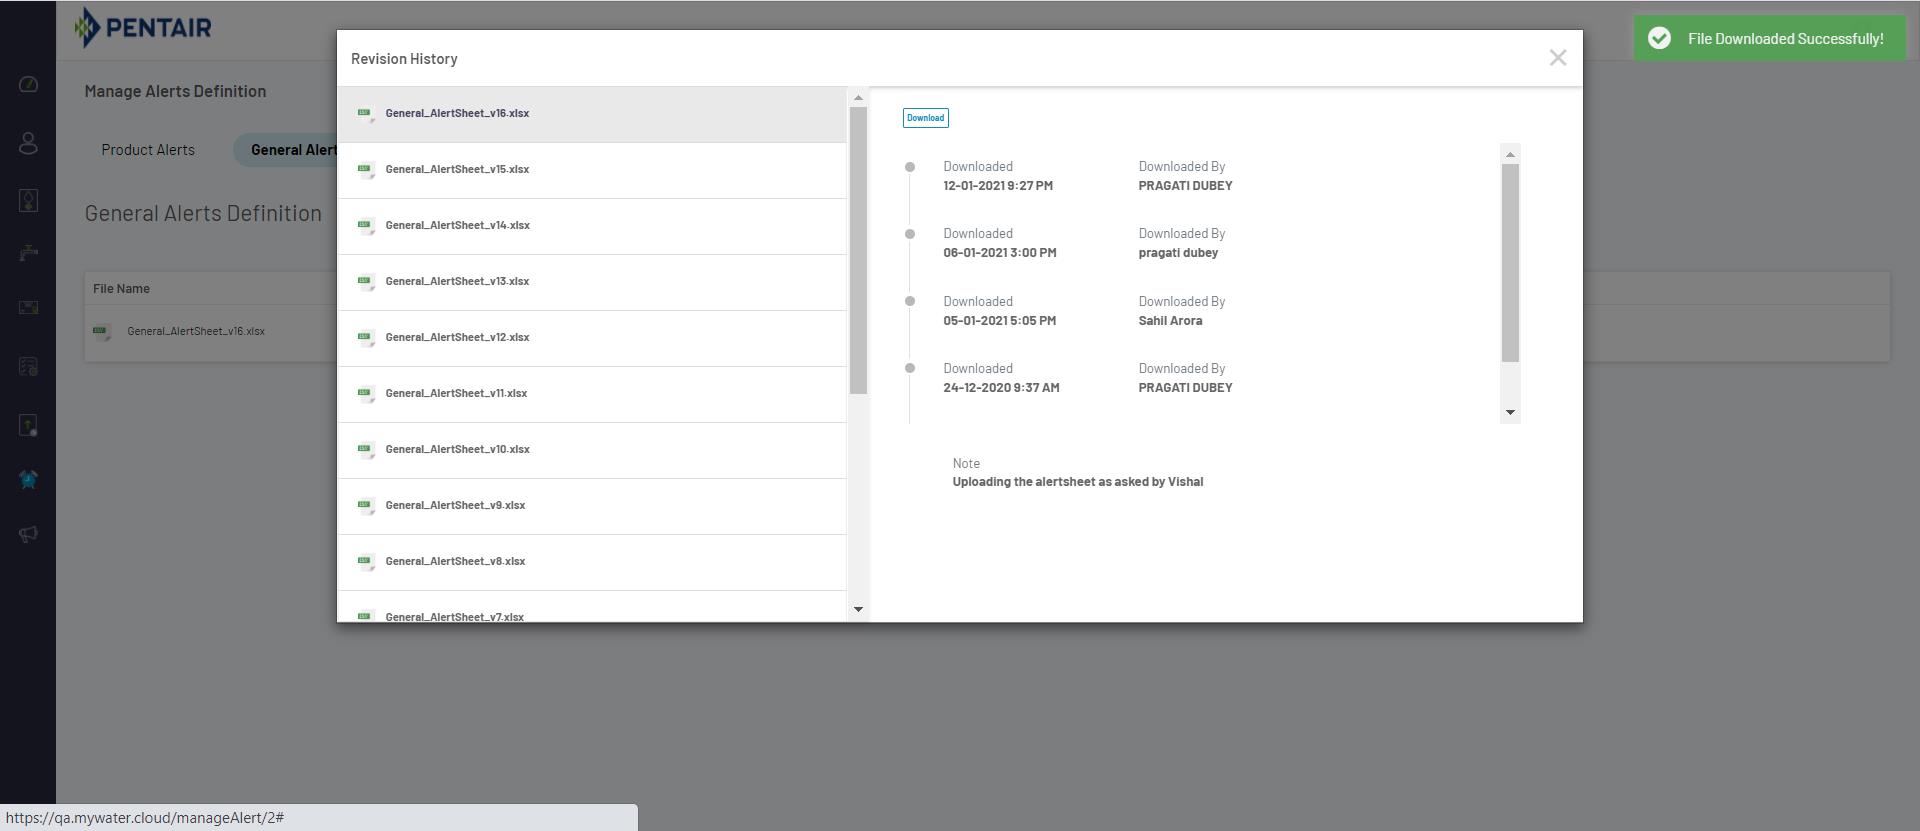 PENTAIR
File Downloaded Successfully!
Revision History
Manage Alerts Definition
Product Alerts
General Alert
General Alerts Definition
File Name
General_AlertSheet_v16.xlsx
General_AlertSheet_v16.xlsx
General_AlertSheet_v15.xlsx
General_AlertSheet_v14.xlsx
General_AlertSheet_v13.xlsx
General_AlertSheet_v12.xlsx
General_AlertSheet_v11.xlsx
General_AlertSheet_v10.xlsx
General_AlertSheet_v9.xlsx
General_AlertSheet_v8.xlsx
General_AlertSheet_v7.xlsx
Download
Downloaded Downloaded By
12-01-2021 9:27 PM PRAGATI DUBEY
Downloaded Downloaded By
06-01-2021 3:00 PM pragati dubey
Downloaded Downloaded By
05-01-2021 5:05 PM Sahil Arora
Downloaded Downloaded By
24-12-2020 9:37 AM PRAGATI DUBEY
Note
Uploading the alertsheet as asked by Vishal
https://qa.mywater.cloud/manageAlert/2#